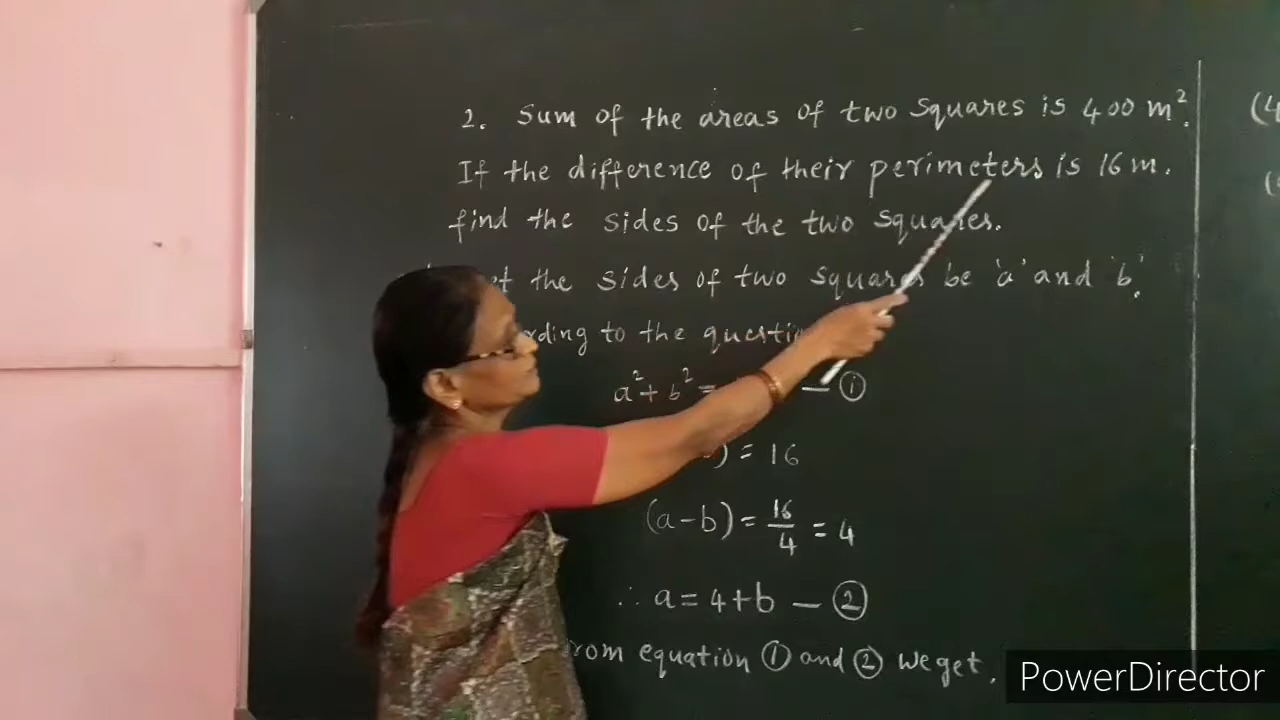 2. Sum of the areas of two squares is 400 m².
If the difference of their perimeters is 16 m.
find the sides of the two squares.
the sides of two squares be 'a' and 'b'.
to the question
a² + b² = — ①
) = 16
(a-b) = 16/4 = 4
∴ a = 4+b — ②
equation ① and ② we get,
(4
PowerDirector